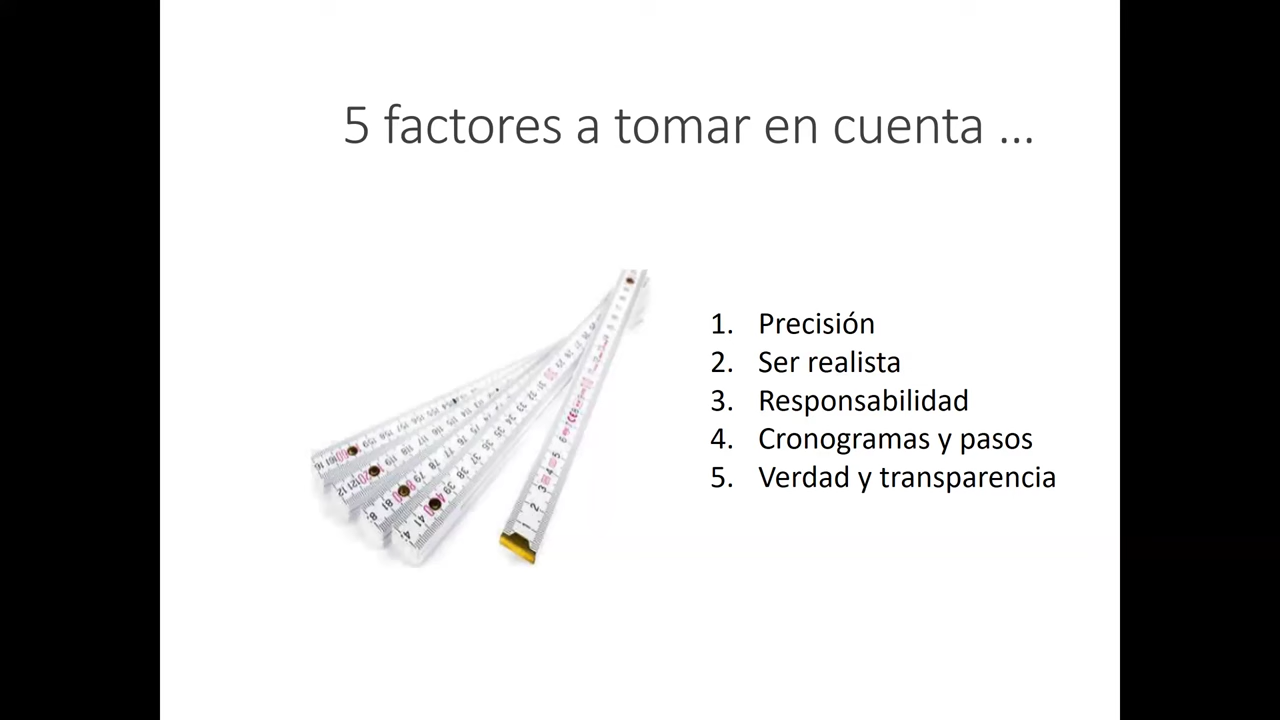 5 factores a tomar en cuenta ...
1. Precisión
2. Ser realista
3. Responsabilidad
4. Cronogramas y pasos
5. Verdad y transparencia